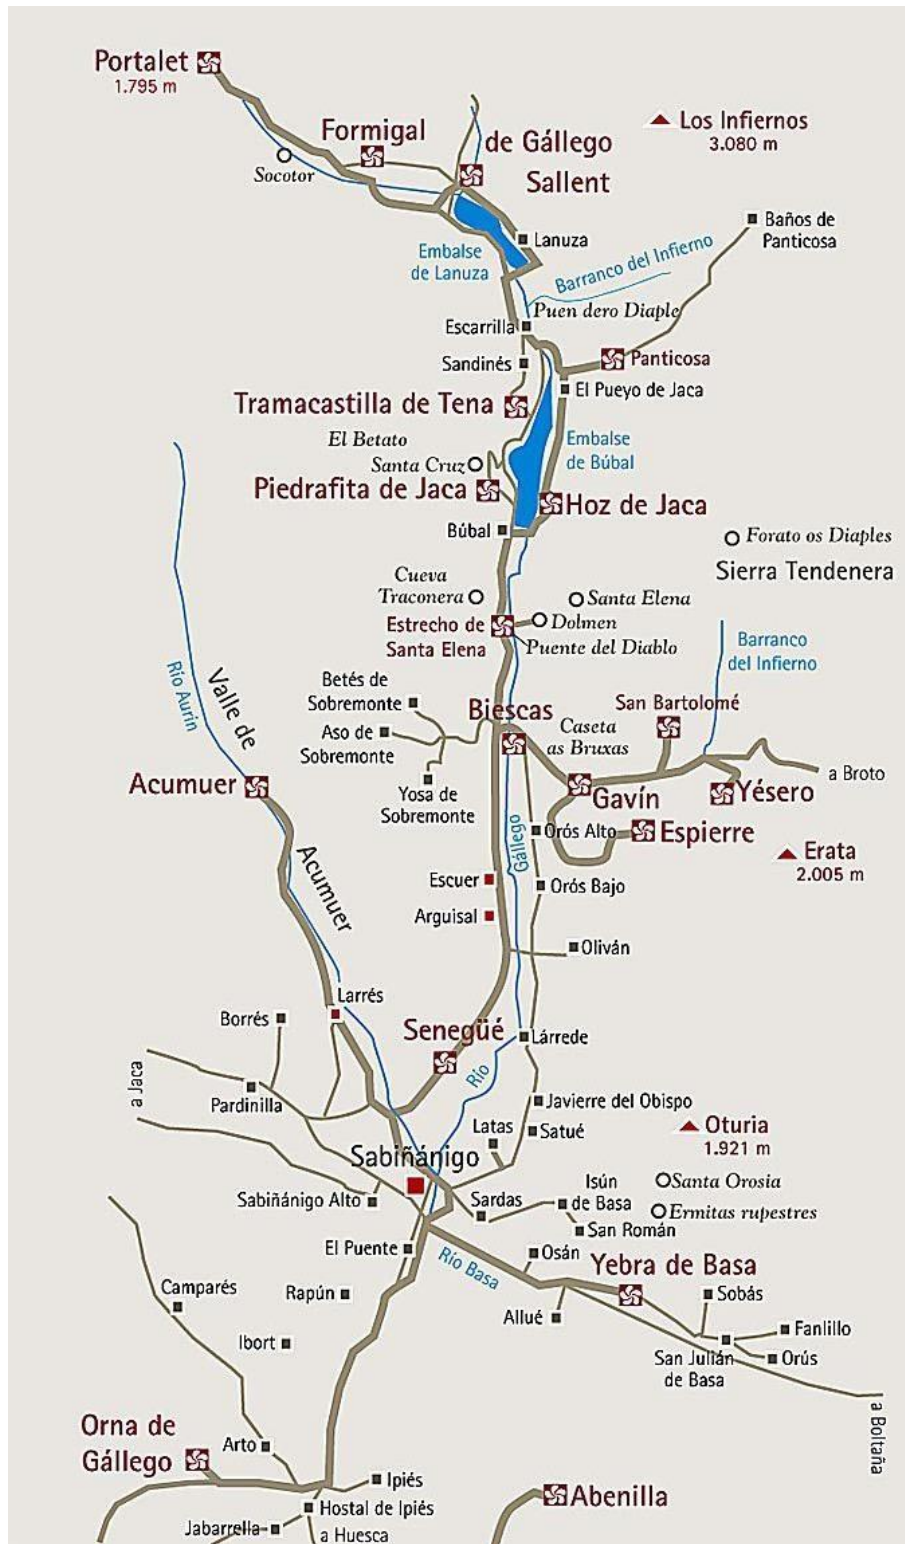 Portalet
1.795 m
Formigal
de Gállego
Sallent
Los Infiernos
3.080 m
Socotor
Baños de
Panticosa
Lanuza
Embalse
de Lanuza
Barranco del Infierno
Puen dero Diaple
Escarrilla
Sandinés
Panticosa
El Pueyo de Jaca
Tramacastilla de Tena
El Betato
Embalse
de Búbal
Santa Cruz
Piedrafita de Jaca
Hoz de Jaca
Búbal
Forato os Diaples
Sierra Tendenera
Cueva
Traconera
Santa Elena
Estrecho de
Santa Elena
Dolmen
Puente del Diablo
Barranco
del Infierno
Río Aurin
Valle de
Acumuer
Betés de
Sobremonte
Biescas
San Bartolomé
Caseta
as Bruxas
Aso de
Sobremonte
a Broto
Acumuer
Yosa de
Sobremonte
Gavín
Yésero
Gállego
Orós Alto
Espierre
Erata
2.005 m
Escuer
Orós Bajo
Arguisal
Oliván
Larrés
Borrés
Senegüé
Lárrede
a Jaca
Río
Pardinilla
Javierre del Obispo
Latas
Satué
Oturia
1.921 m
Sabiñánigo
Isún
de Basa
Santa Orosia
Sabiñánigo Alto
Sardas
Ermitas rupestres
San Román
El Puente
Río Basa
Osán
Yebra de Basa
Camparés
Rapún
Sobás
Allué
Fanlillo
Ibort
San Julián
de Basa
Orús
a Boltaña
Orna de
Gállego
Arto
Ipiés
Abenilla
Hostal de Ipiés
Jabarrella
a Huesca